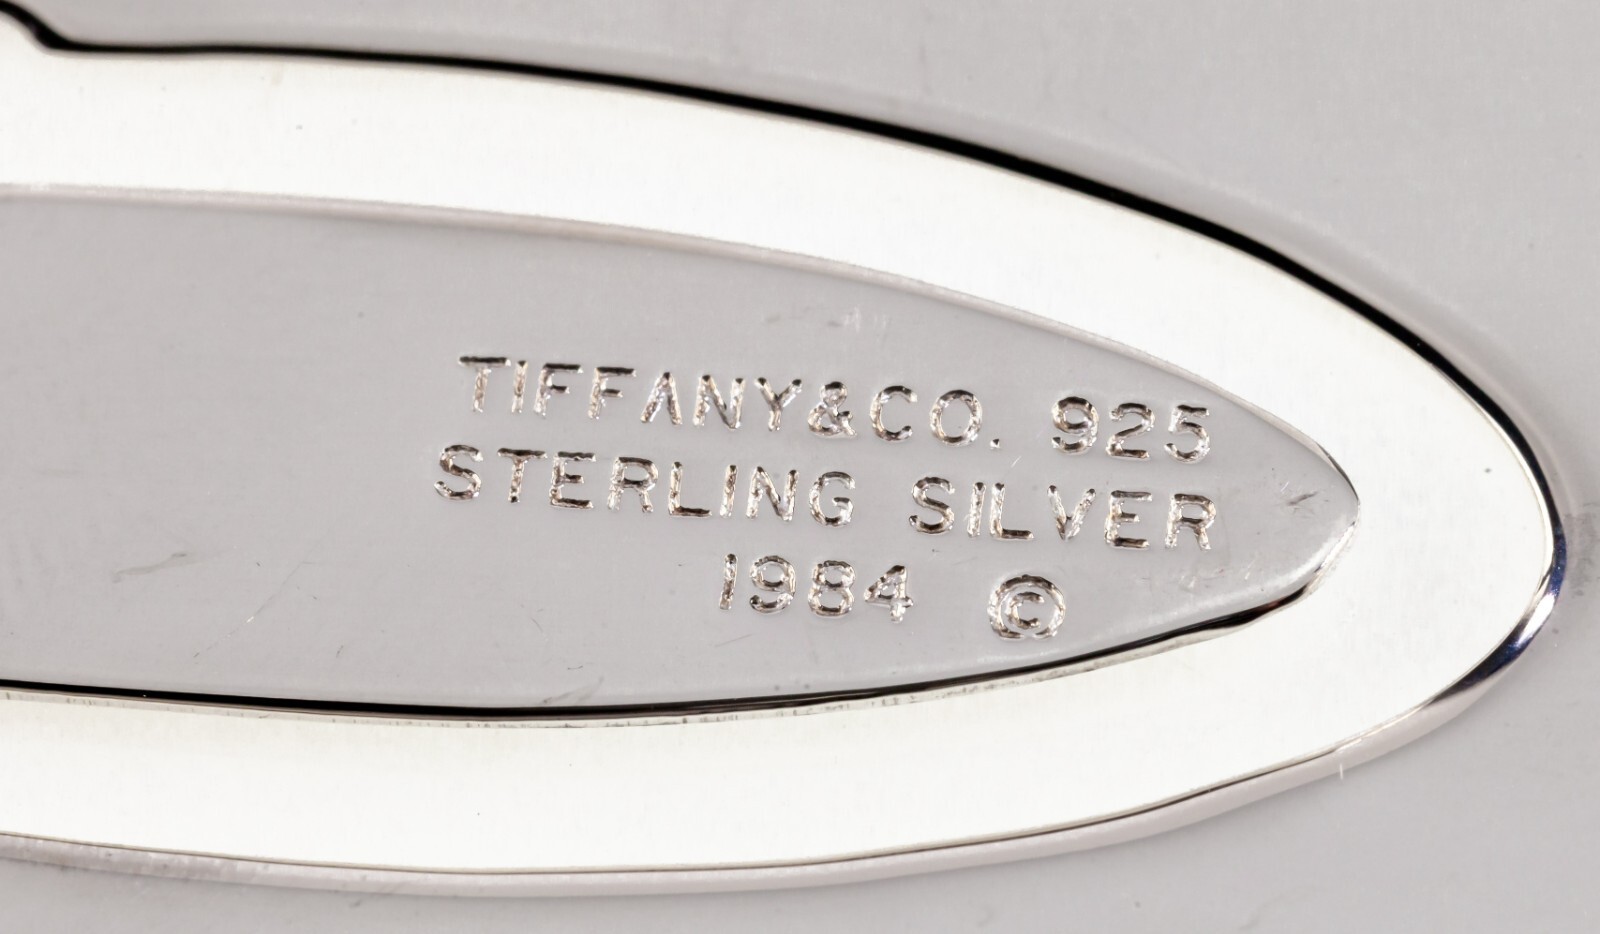 TIFFANY&CO. 925
STERLING SILVER
1984 ©